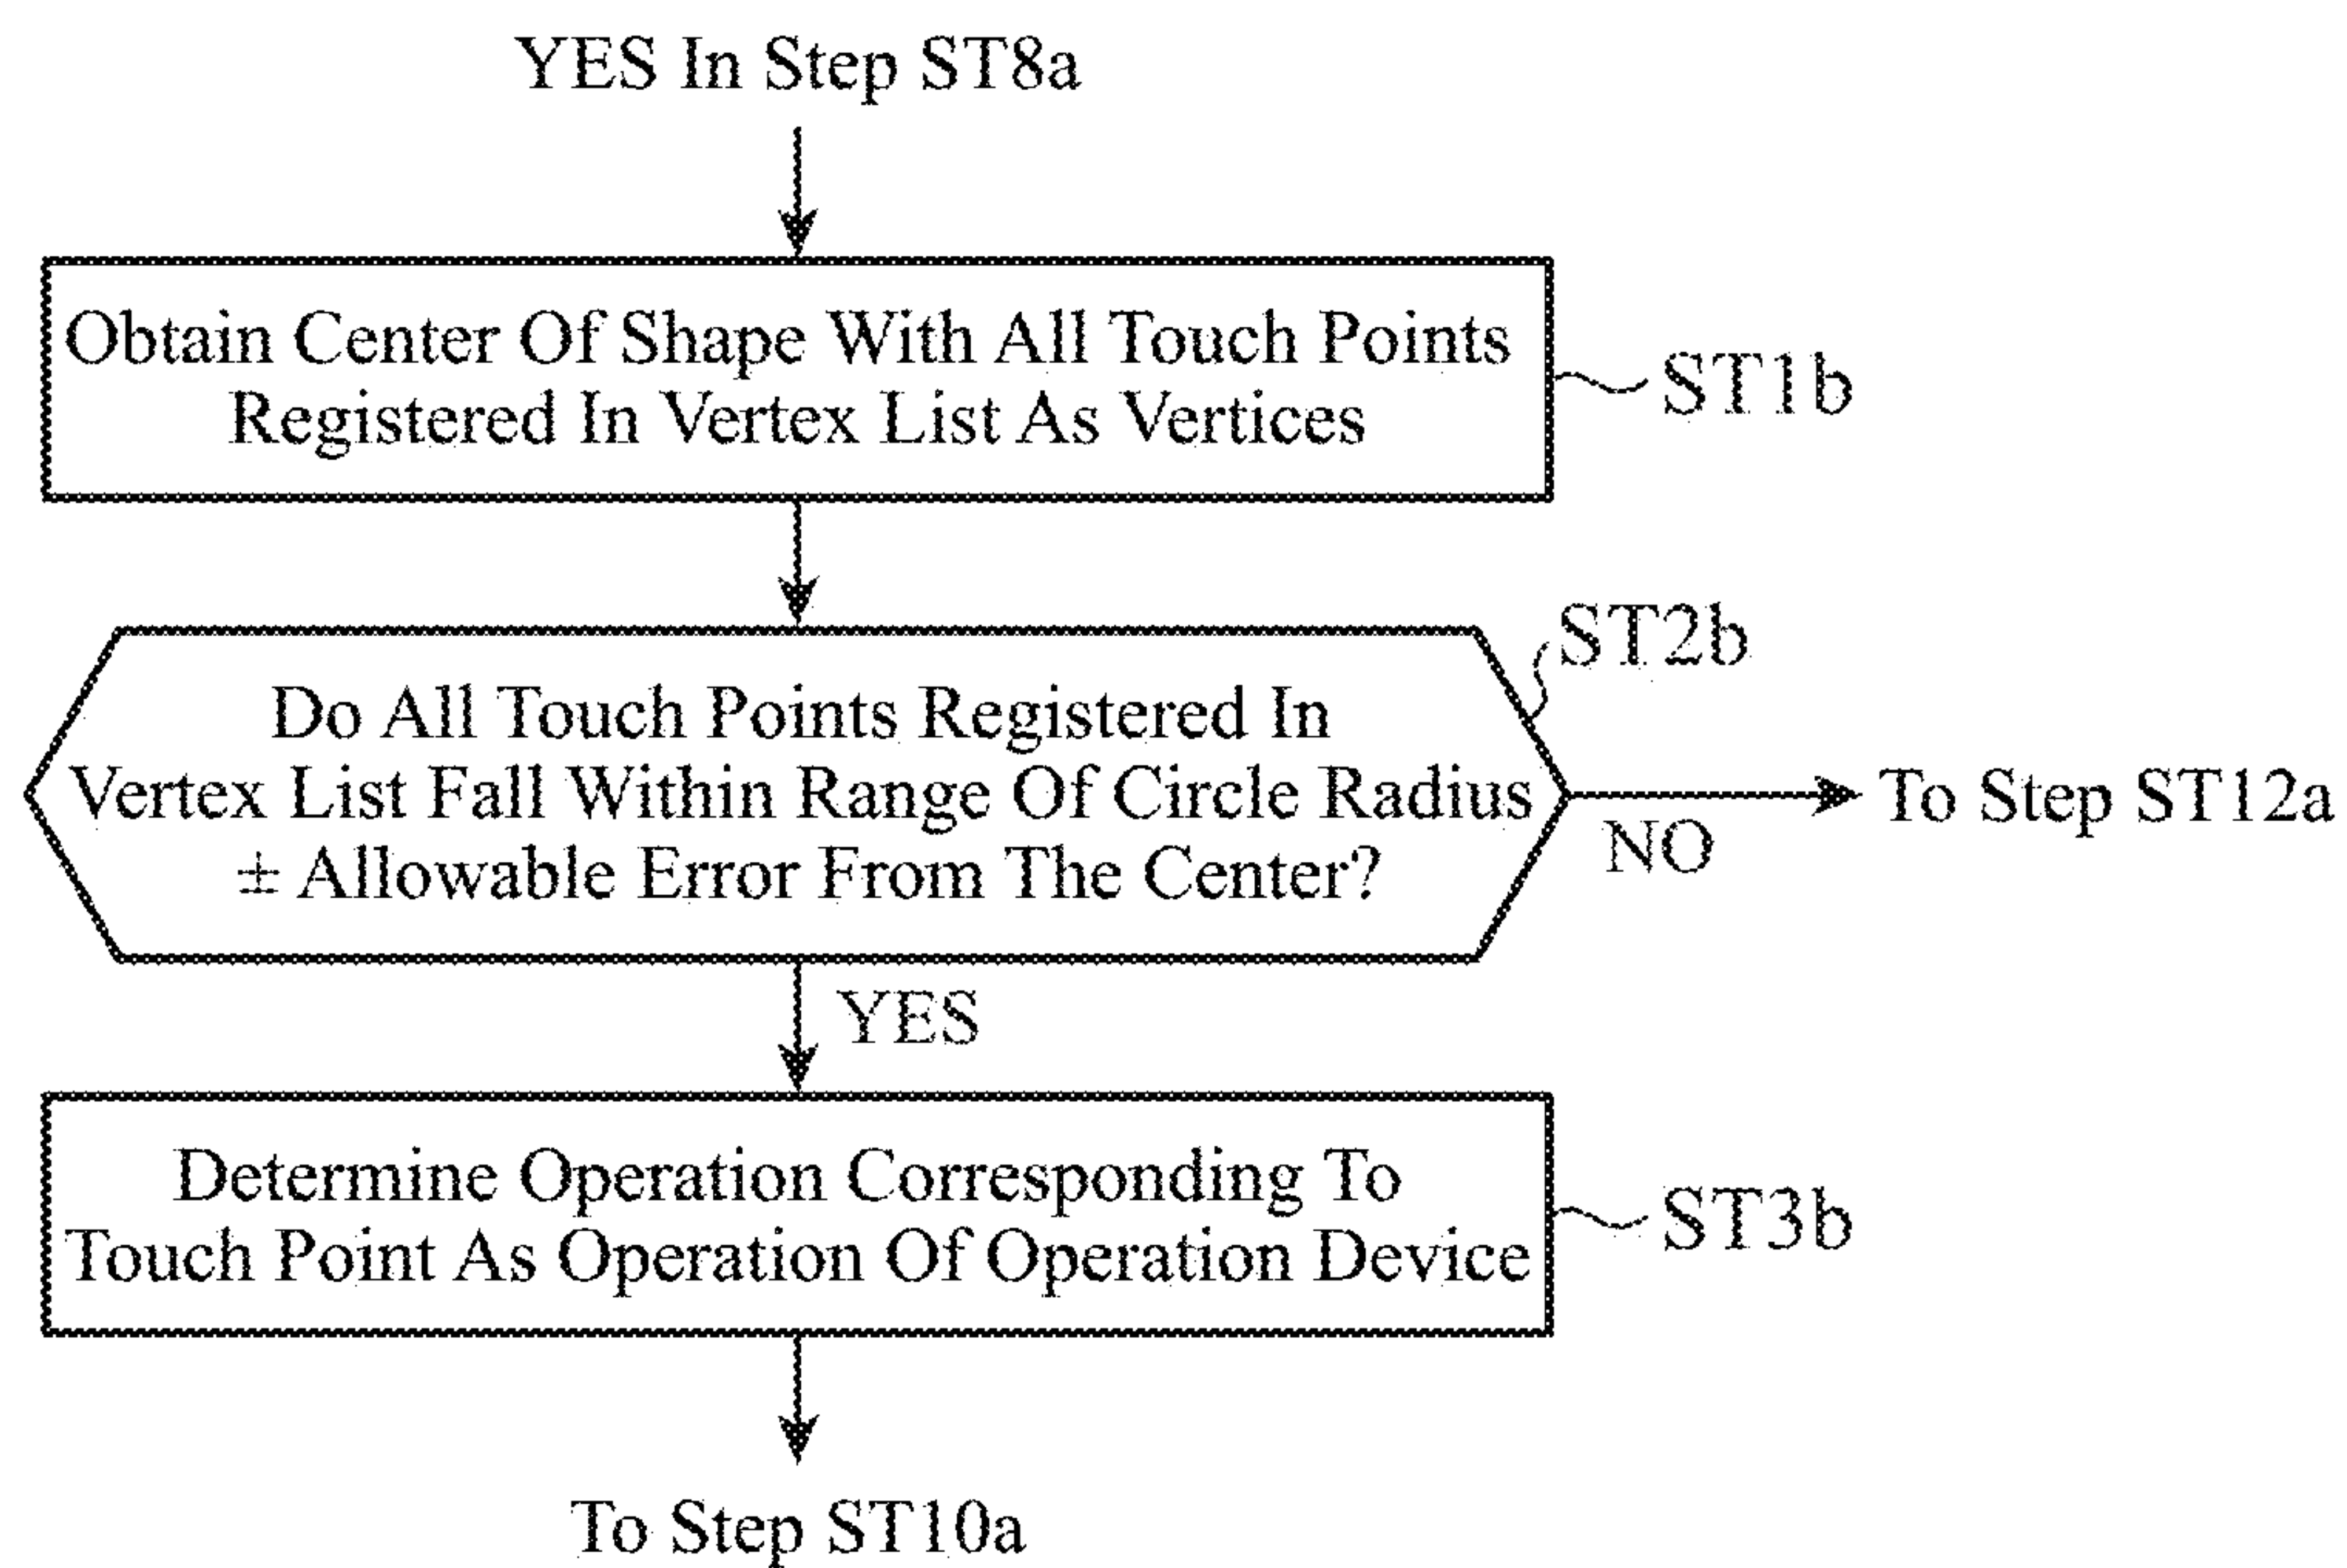 YES In Step ST8a
Obtain Center Of Shape With All Touch Points
Registered In Vertex List As Vertices
ST1b
ST2b
Do All Touch Points Registered In
Vertex List Fall Within Range Of Circle Radius
± Allowable Error From The Center?
To Step ST12a
NO
YES
Determine Operation Corresponding To
Touch Point As Operation Of Operation Device
ST3b
To Step ST10a